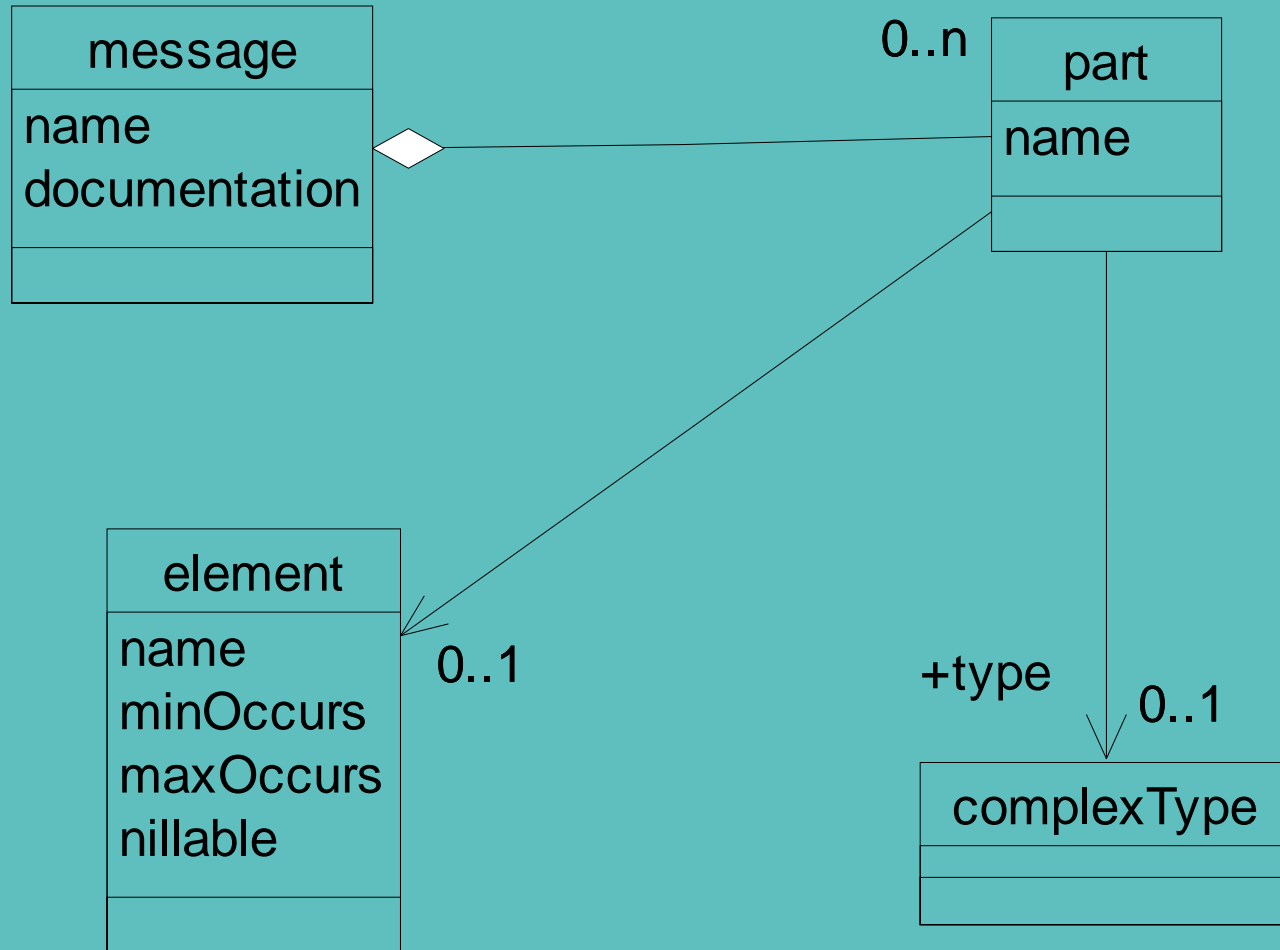 message
name
documentation
0..n
part
name
element
name
minOccurs
maxOccurs
nillable
0..1
+type
0..1
complexType